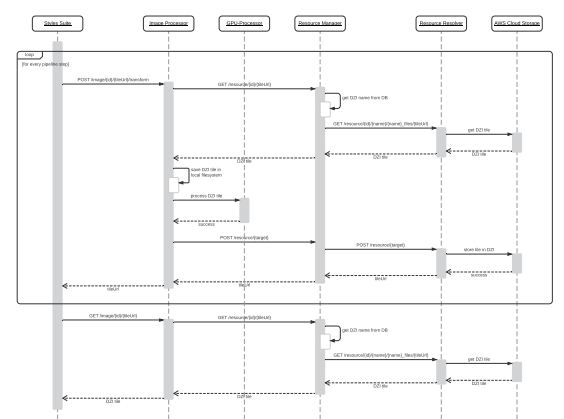 Styles Suite
Image Processor
GPU-Processor
Resource Manager
Resource Resolver
AWS Cloud Storage
loop
[for every pipeline step]
POST /image/{id}/{tileUrl}/transform
GET /resource/{id}/{tileUrl}
get DZI name from DB
GET /resource/{id}/{name}/{name}_files/{tileUrl}
get DZI tile
DZI tile
DZI tile
DZI tile
save DZI tile in
local filesystem
process DZI tile
success
POST /resource/{target}
POST /resource/{target}
store tile in DZI
success
tileUrl
tileUrl
tileUrl
GET /image/{id}/{tileUrl}
GET /resource/{id}/{tileUrl}
get DZI name from DB
GET /resource/{id}/{name}/{name}_files/{tileUrl}
get DZI tile
DZI tile
DZI tile
DZI tile
DZI tile